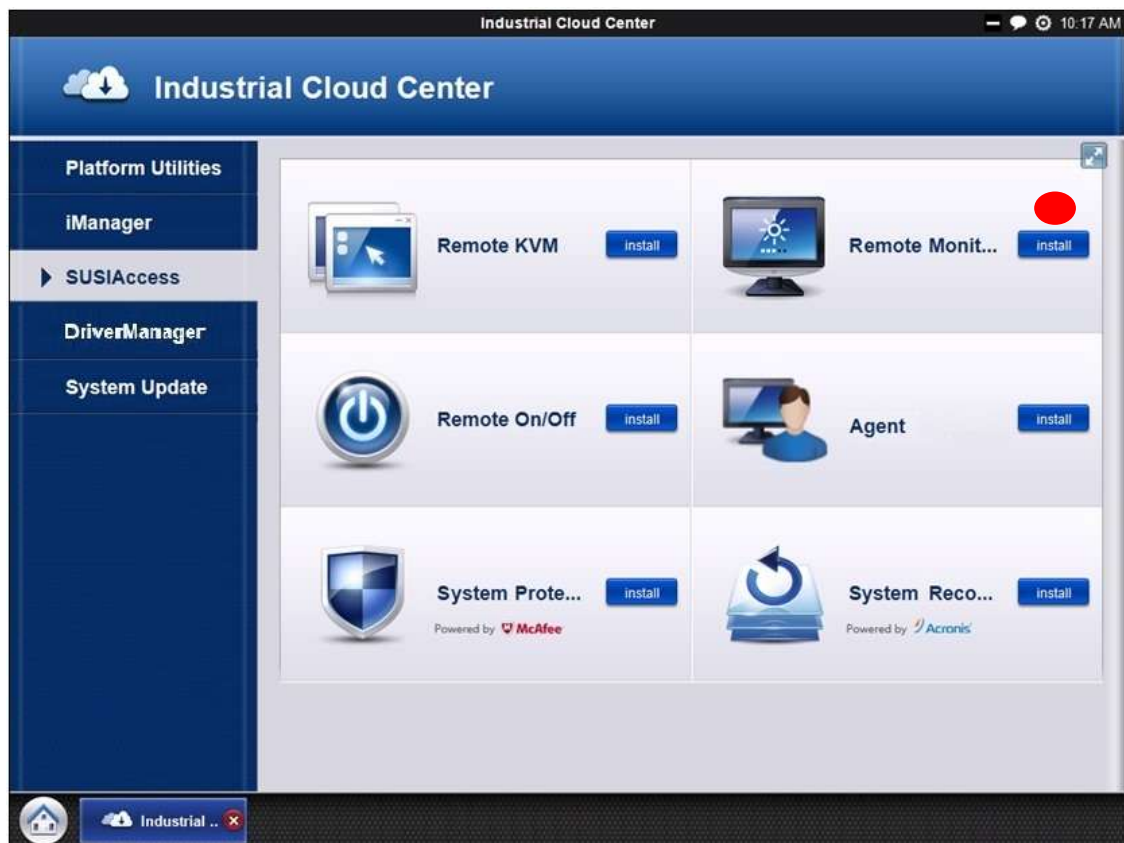 Industrial Cloud Center
10:17 AM
Industrial Cloud Center
Platform Utilities
iManager
SUSIAccess
DriverManager
System Update
Remote KVM
install
Remote Monit...
install
Remote On/Off
install
Agent
install
System Prote...
install
Powered by McAfee
System Reco...
install
Powered by Acronis
Industrial ..